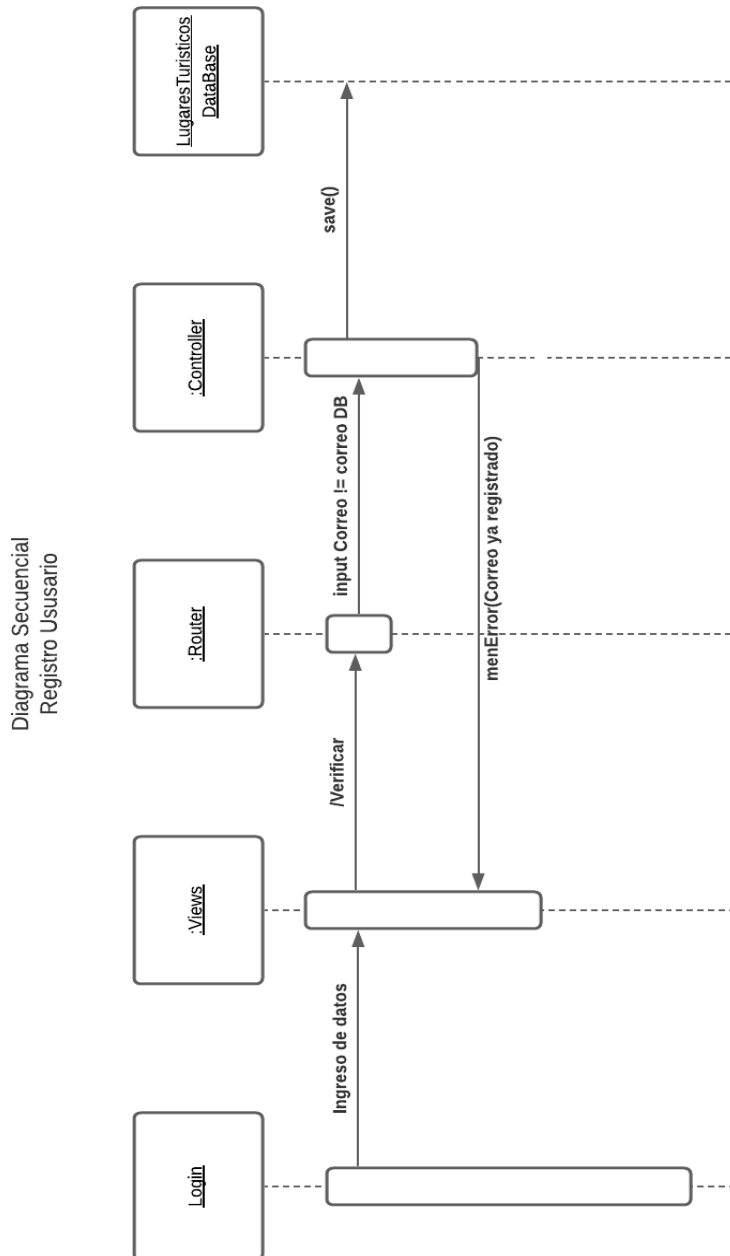 Diagrama Secuencial
Registro Ususario
Login
:Views
:Router
:Controller
LugaresTuristicos
DataBase
Ingreso de datos
/Verificar
input Correo != correo DB
save()
menError(Correo ya registrado)